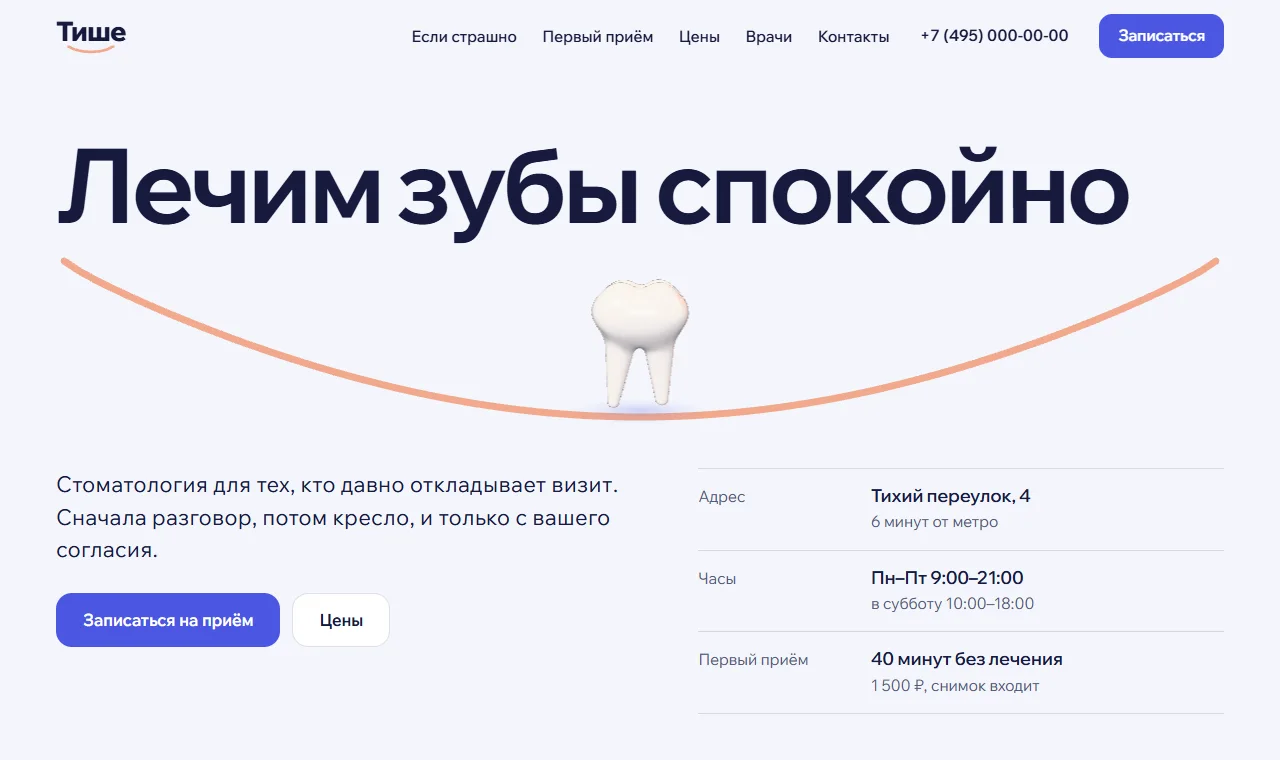 Тише
Если страшно
Первый приём
Цены
Врачи
Контакты
+7 (495) 000-00-00
Записаться
Лечим зубы спокойно
Стоматология для тех, кто давно откладывает визит.
Сначала разговор, потом кресло, и только с вашего
согласия.
Записаться на приём
Цены
Адрес
Тихий переулок, 4
6 минут от метро
Часы
Пн–Пт 9:00–21:00
в субботу 10:00–18:00
Первый приём
40 минут без лечения
1 500 ₽, снимок входит